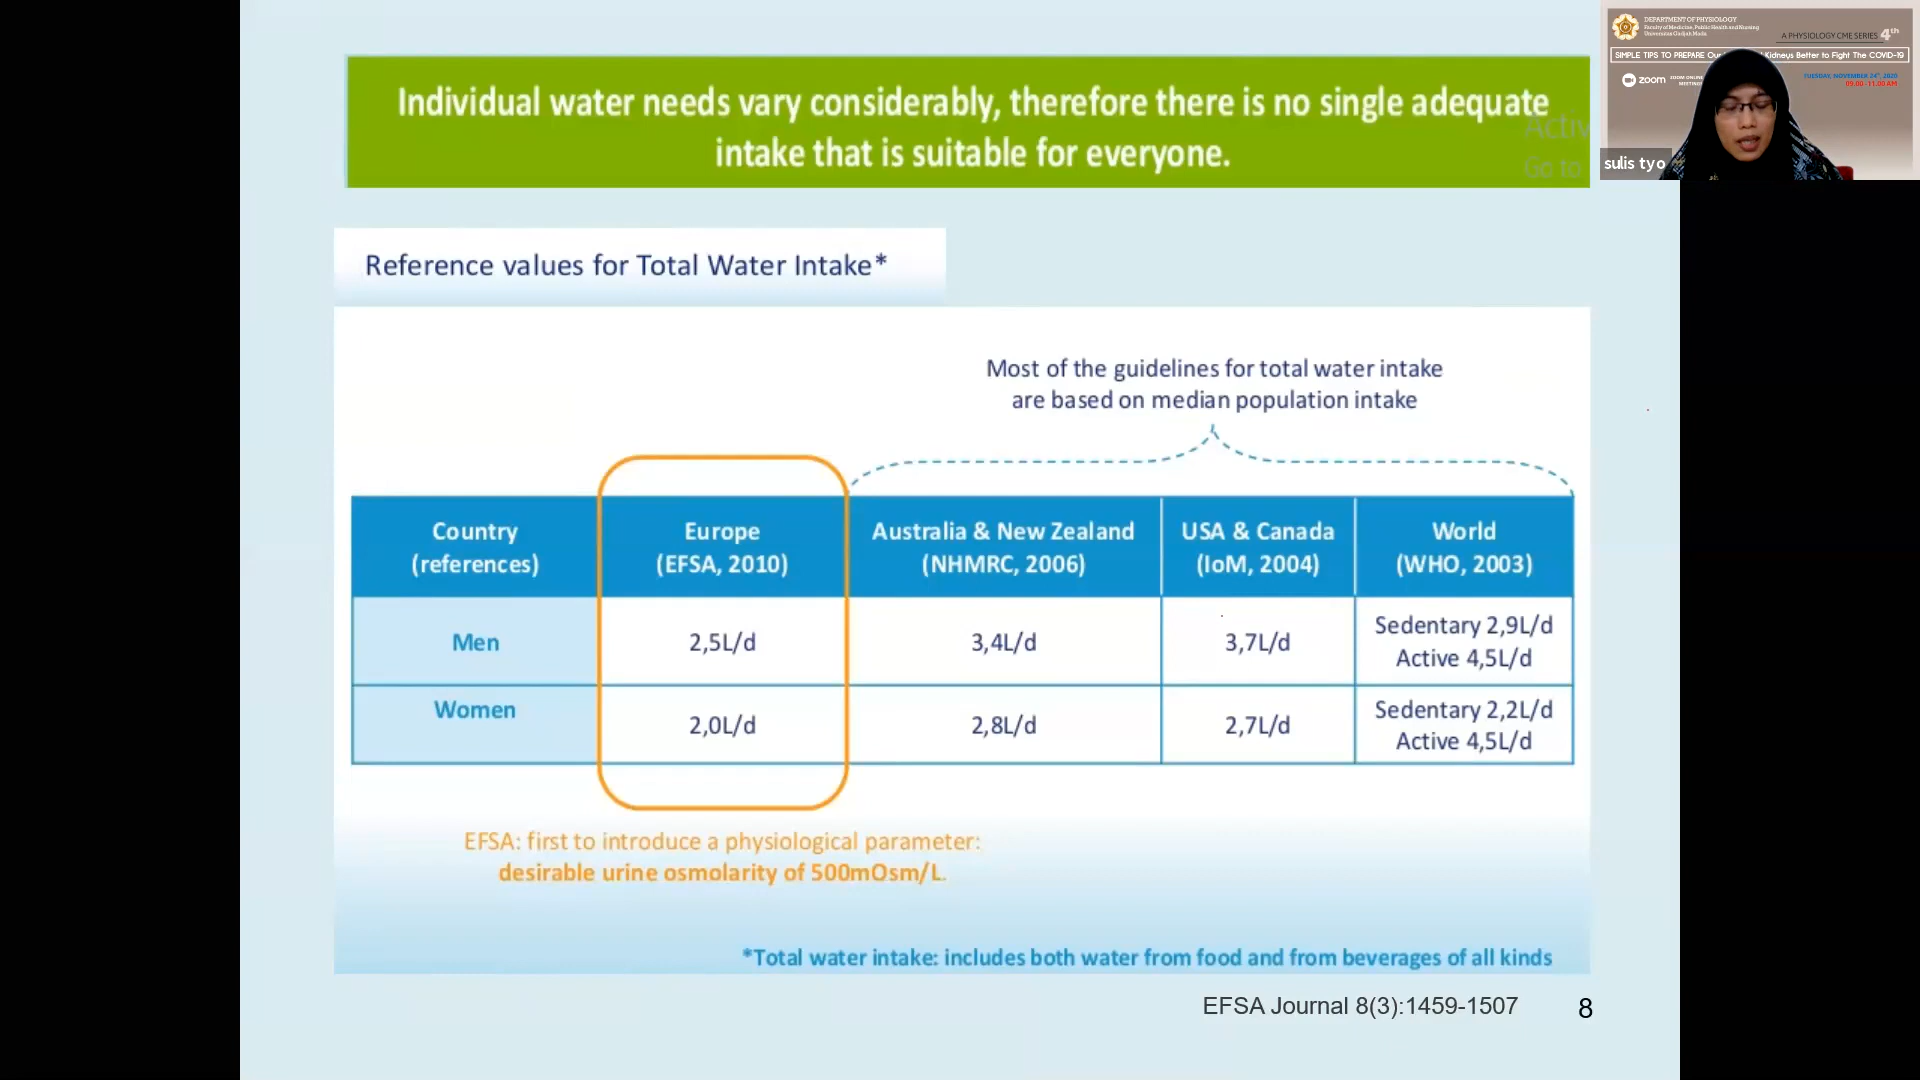 Individual water needs vary considerably, therefore there is no single adequate
intake that is suitable for everyone.
Activ
Go to
DEPARTMENT OF PHYSIOLOGY
Faculty of Medicine, Public Health and Nursing
Universitas Gadjah Mada
A PHYSIOLOGY CME SERIES 4th
SIMPLE TIPS TO PREPARE Our Kidneys Better to Fight The COVID-19
zoom ZOOM ONLINE
MEETING
TUESDAY, NOVEMBER 24th, 2020
09.00 - 11.00 AM
sulis tyo
Reference values for Total Water Intake*
Most of the guidelines for total water intake
are based on median population intake
Country
(references)
Europe
(EFSA, 2010)
Australia & New Zealand
(NHMRC, 2006)
USA & Canada
(IoM, 2004)
World
(WHO, 2003)
Men
2,5L/d
3,4L/d
3,7L/d
Sedentary 2,9L/d
Active 4,5L/d
Women
2,0L/d
2,8L/d
2,7L/d
Sedentary 2,2L/d
Active 4,5L/d
EFSA: first to introduce a physiological parameter:
desirable urine osmolarity of 500mOsm/L.
*Total water intake: includes both water from food and from beverages of all kinds
EFSA Journal 8(3):1459-1507
8